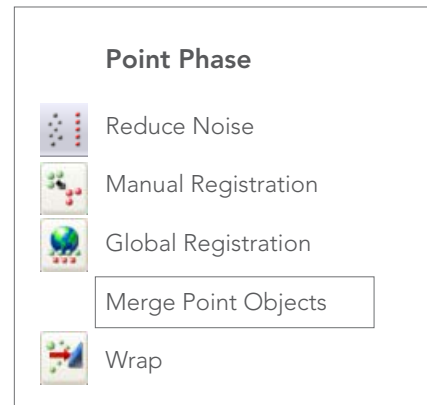 Point Phase
Reduce Noise
Manual Registration
Global Registration
Merge Point Objects
Wrap